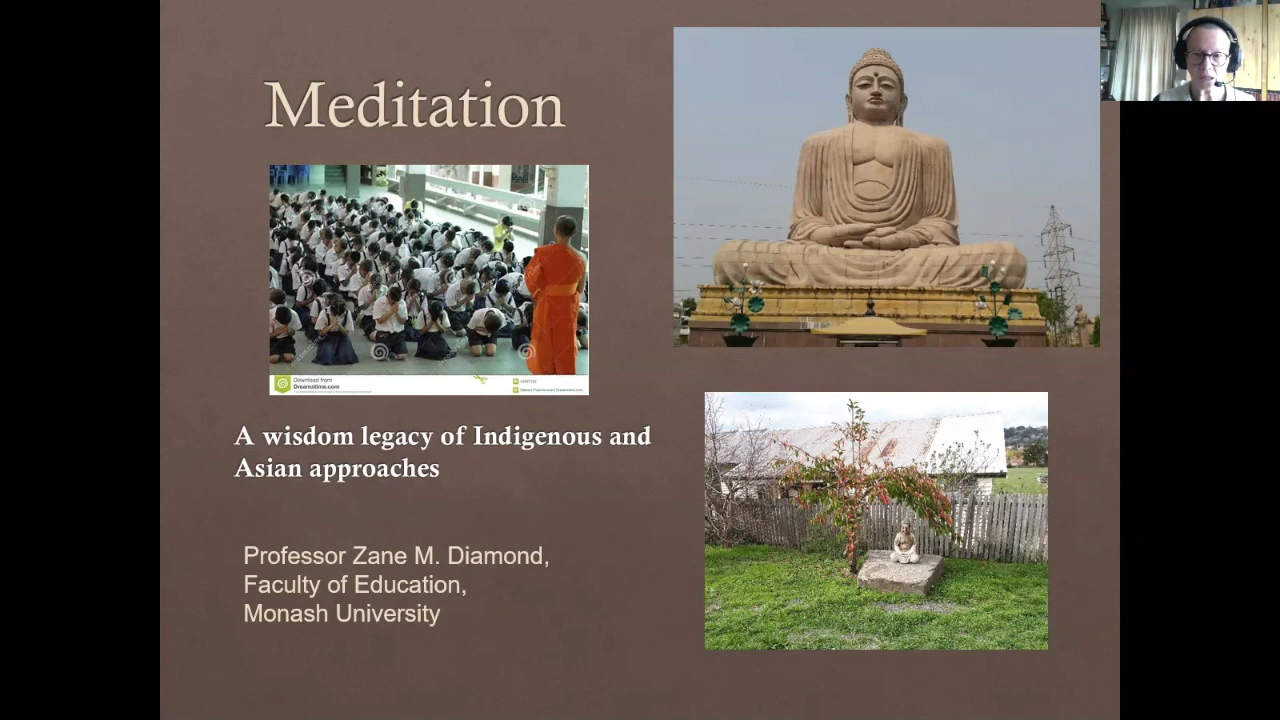 Meditation
Download from
Dreamstime.com
A wisdom legacy of Indigenous and
Asian approaches
Professor Zane M. Diamond,
Faculty of Education,
Monash University